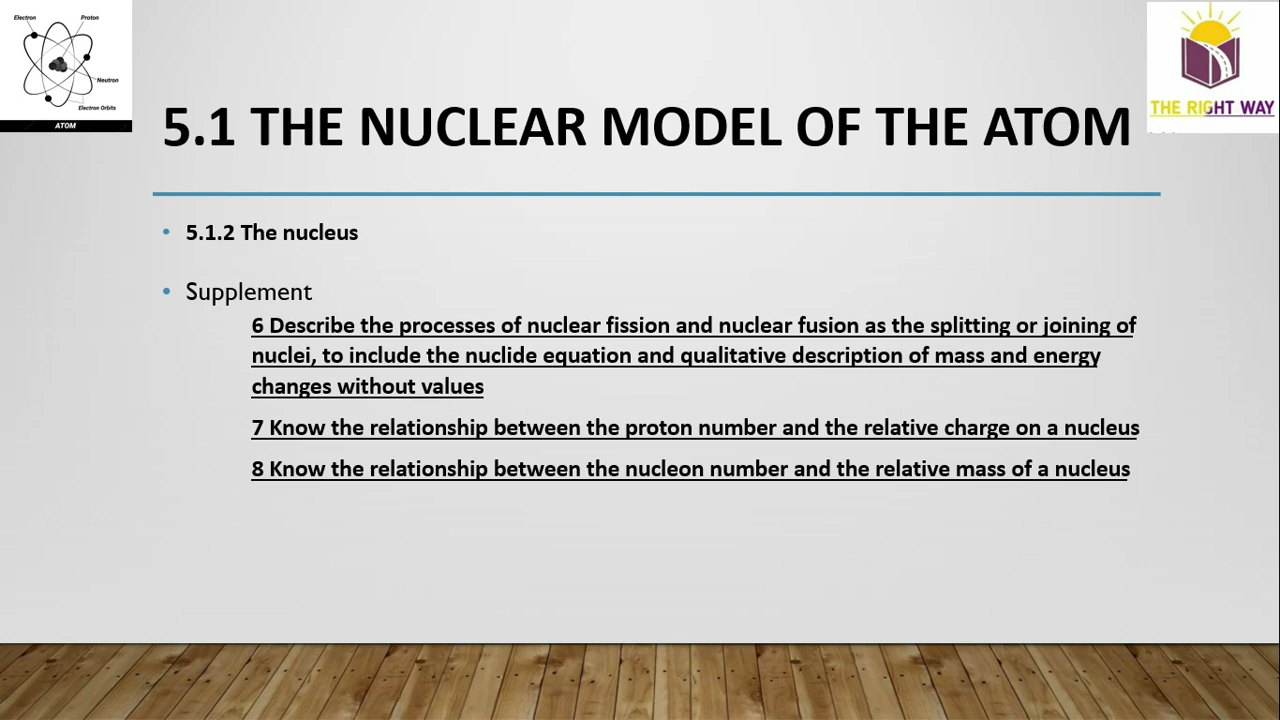 Electron
Proton
Neutron
Electron Orbits
ATOM
THE RIGHT WAY
5.1 THE NUCLEAR MODEL OF THE ATOM
• 5.1.2 The nucleus
• Supplement
6 Describe the processes of nuclear fission and nuclear fusion as the splitting or joining of
nuclei, to include the nuclide equation and qualitative description of mass and energy
changes without values
7 Know the relationship between the proton number and the relative charge on a nucleus
8 Know the relationship between the nucleon number and the relative mass of a nucleus